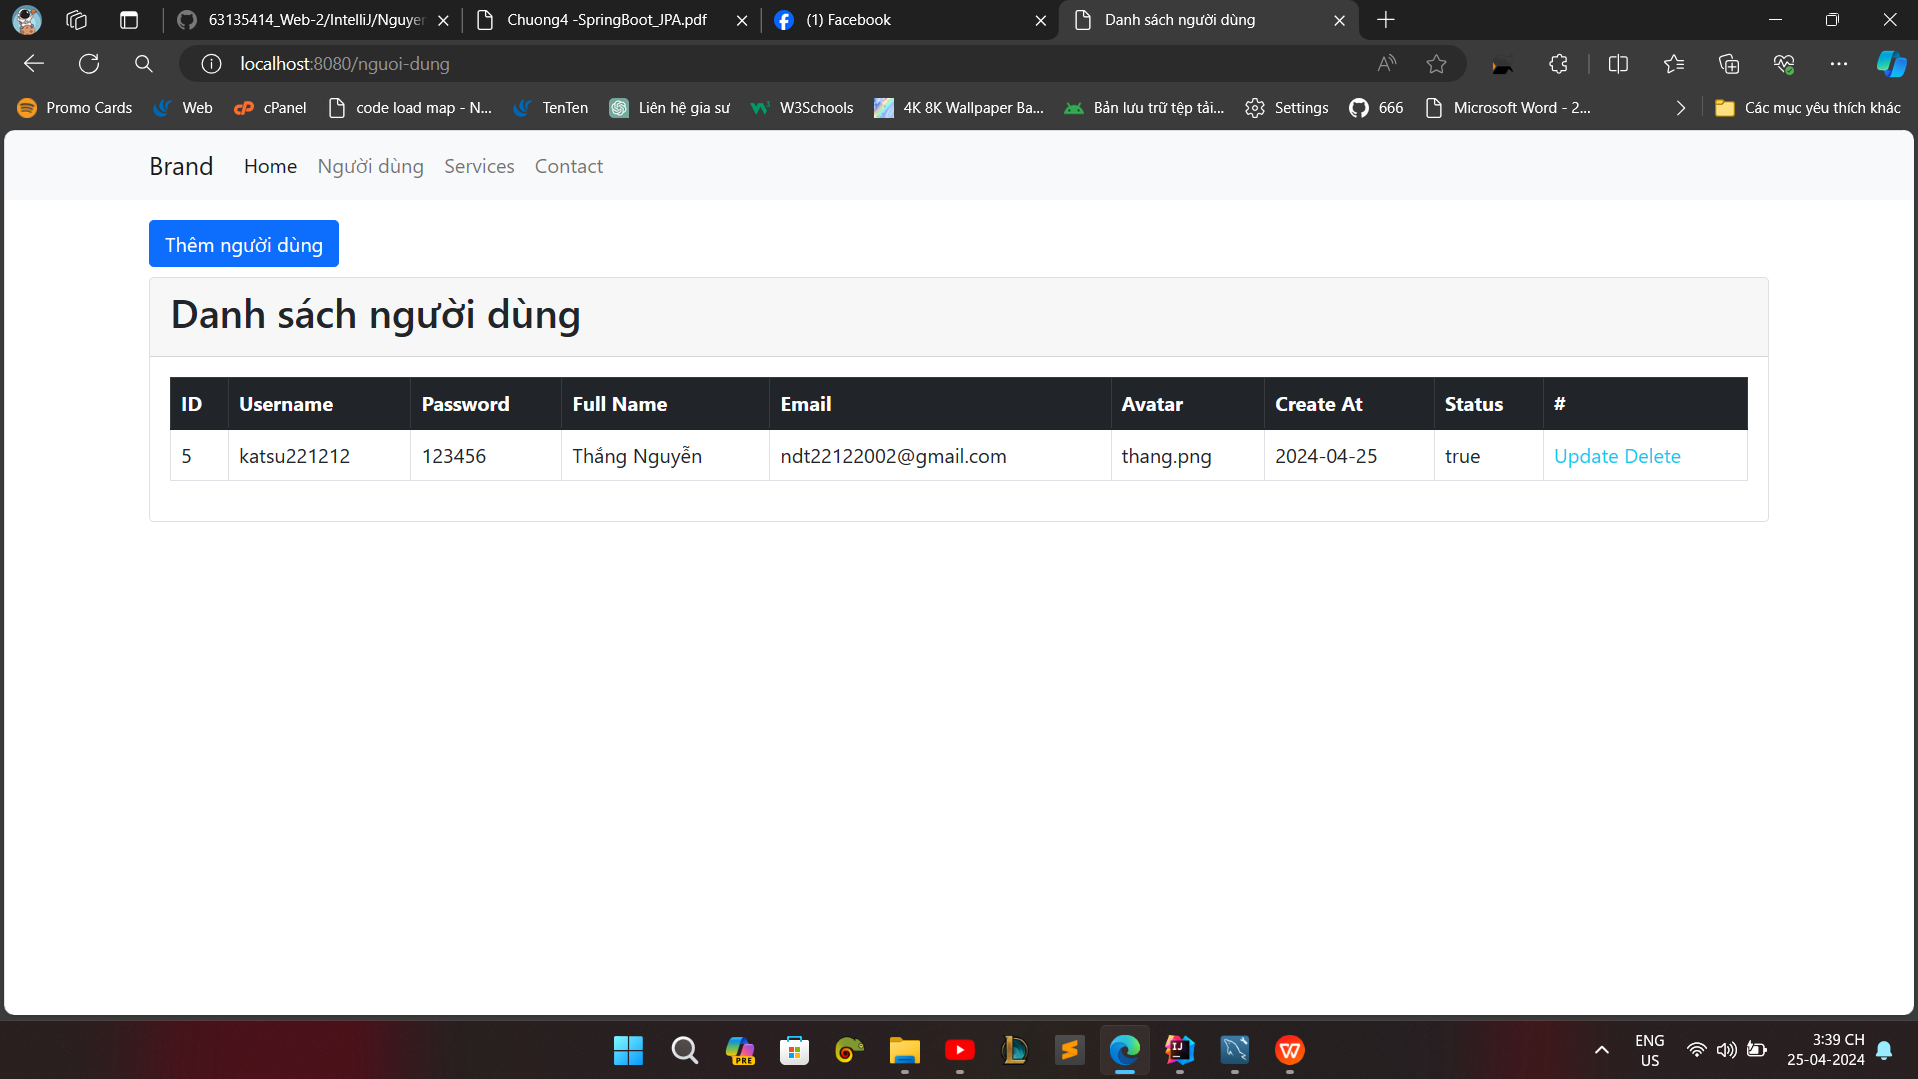 63135414_Web-2/IntelliJ/Nguyen
Chuong4 -SpringBoot_JPA.pdf
(1) Facebook
Danh sách người dùng
localhost:8080/nguoi-dung
Promo Cards
Web
cPanel
code load map - N...
TenTen
Liên hệ gia sư
W3Schools
4K 8K Wallpaper Ba...
Bản lưu trữ tệp tải...
Settings
666
Microsoft Word - 2...
Các mục yêu thích khác
Brand Home Người dùng Services Contact
Thêm người dùng
Danh sách người dùng
ID Username Password Full Name Email Avatar Create At Status #
5 katsu221212 123456 Thắng Nguyễn ndt22122002@gmail.com thang.png 2024-04-25 true Update Delete
PRE
ENG
US
3:39 CH
25-04-2024